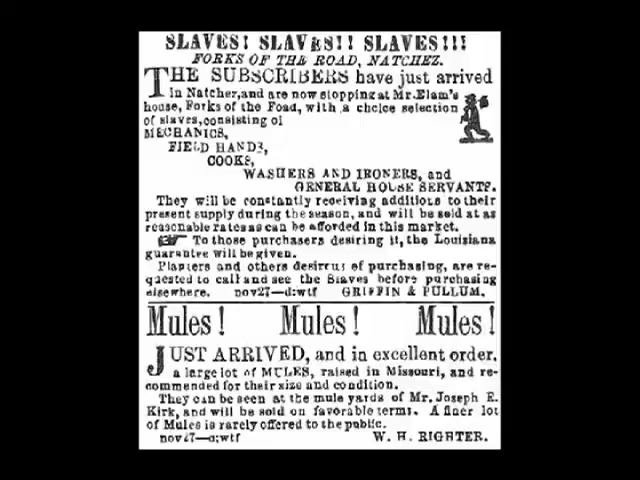 SLAVES! SLAVES!! SLAVES!!!
FORKS OF THE ROAD, NATCHEZ.
THE SUBSCRIBERS have just arrived
in Natchez, and are now stopping at Mr. Elam's
house, Forks of the Road, with a choice selection
of slaves, consisting of
MECHANICS,
FIELD HANDS,
COOKS,
WASHERS AND IRONERS, and
GENERAL HOUSE SERVANTS.
They will be constantly receiving additions to their
present supply during the season, and will be sold at as
reasonable rates as can be afforded in this market.
To those purchasers desiring it, the Louisiana
guarantee will be given.
Planters and others desirous of purchasing, are re-
quested to call and see the Slaves before purchasing
elsewhere. nov27—d:wtf GRIFFIN & PULLUM.
Mules! Mules! Mules!
JUST ARRIVED, and in excellent order,
a large lot of MULES, raised in Missouri, and re-
commended for their size and condition.
They can be seen at the mule yards of Mr. Joseph E.
Kirk, and will be sold on favorable terms. A finer lot
of Mules is rarely offered to the public.
nov27—d:wtf W. H. RIGHTER.